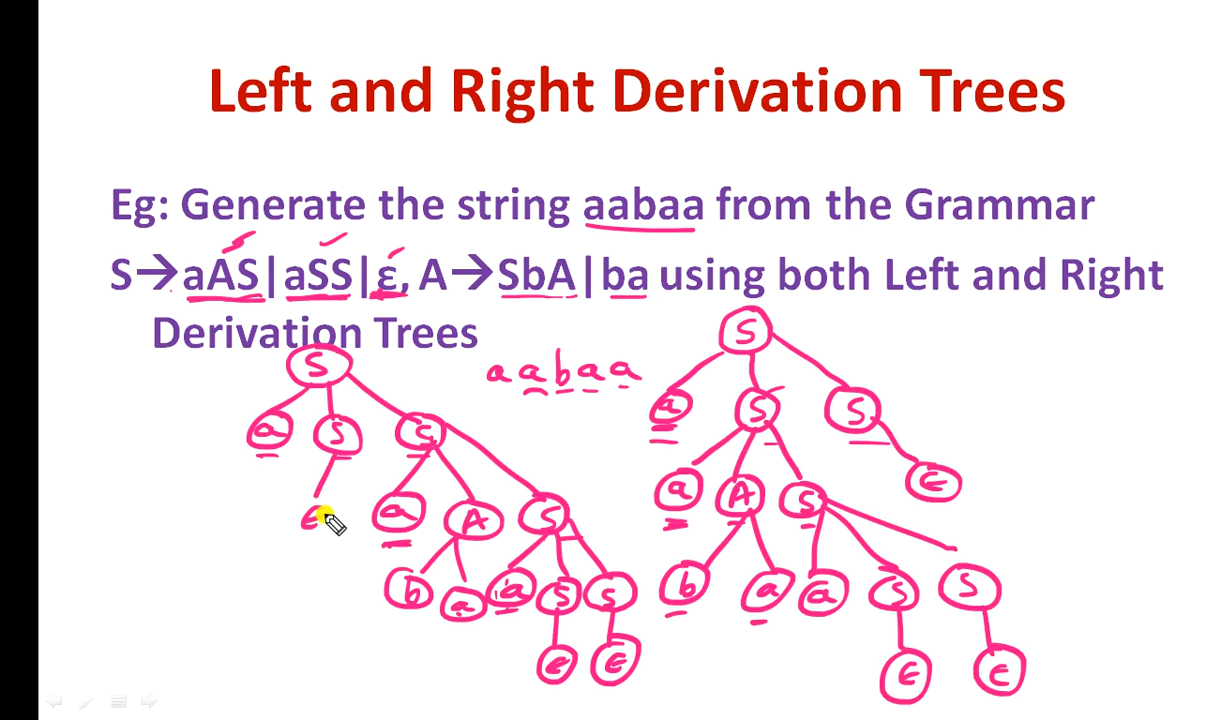 Left and Right Derivation Trees
Eg: Generate the string aabaa from the Grammar
S→aAS|aSS|ε, A→SbA|ba using both Left and Right
Derivation Trees
S
a a b a a
S
a S S
a S S
ϵ a A S
a A S ϵ
b a a S S
b a a S S
ϵ ϵ
ϵ ϵ